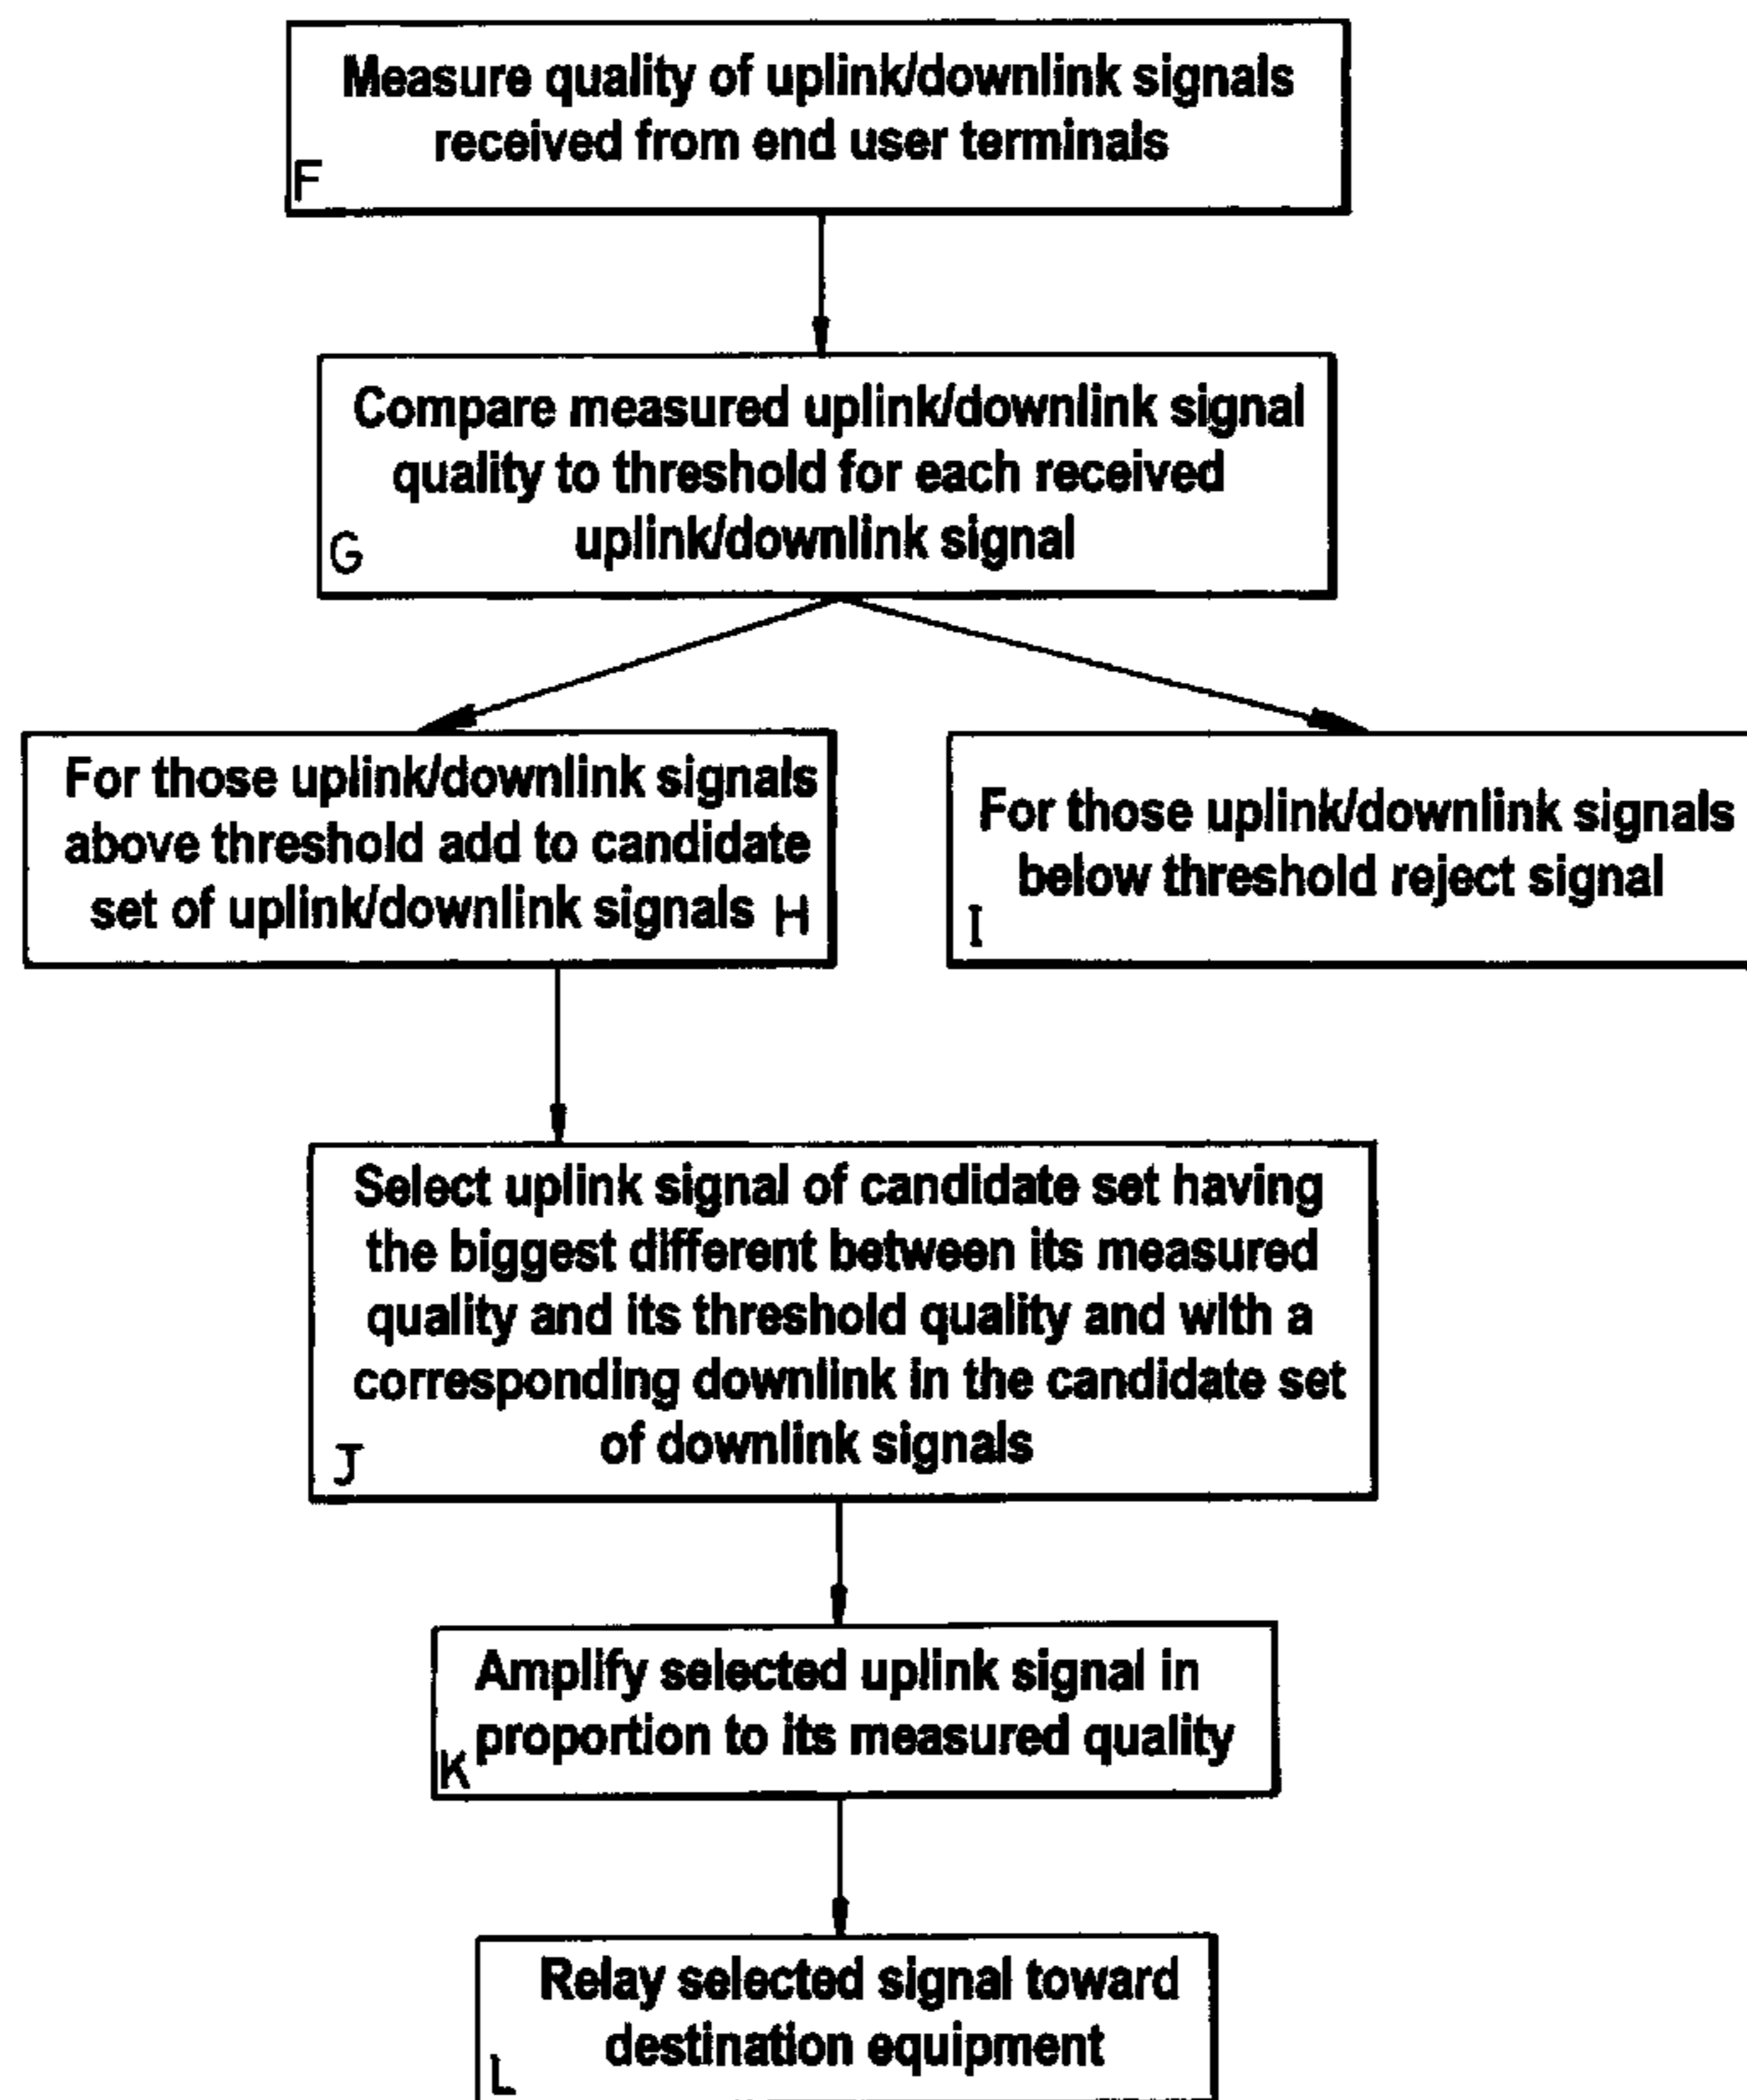 Measure quality of uplink/downlink signals
received from end user terminals
F
Compare measured uplink/downlink signal
quality to threshold for each received
uplink/downlink signal
G
For those uplink/downlink signals
above threshold add to candidate
set of uplink/downlink signals H
For those uplink/downlink signals
below threshold reject signal
I
Select uplink signal of candidate set having
the biggest different between its measured
quality and its threshold quality and with a
corresponding downlink in the candidate set
of downlink signals
J
Amplify selected uplink signal in
proportion to its measured quality
K
Relay selected signal toward
destination equipment
L